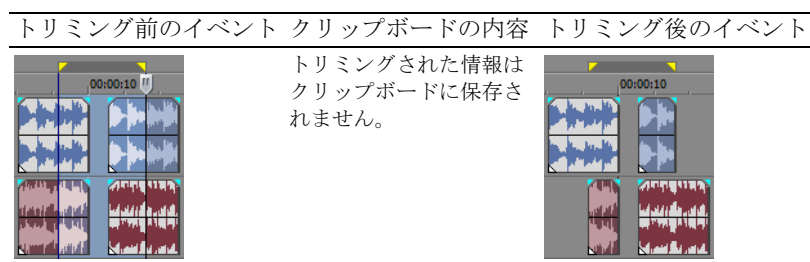 トリミング前のイベント クリップボードの内容 トリミング後のイベント
トリミングされた情報は
クリップボードに保存さ
れません。
00:00:10
00:00:10